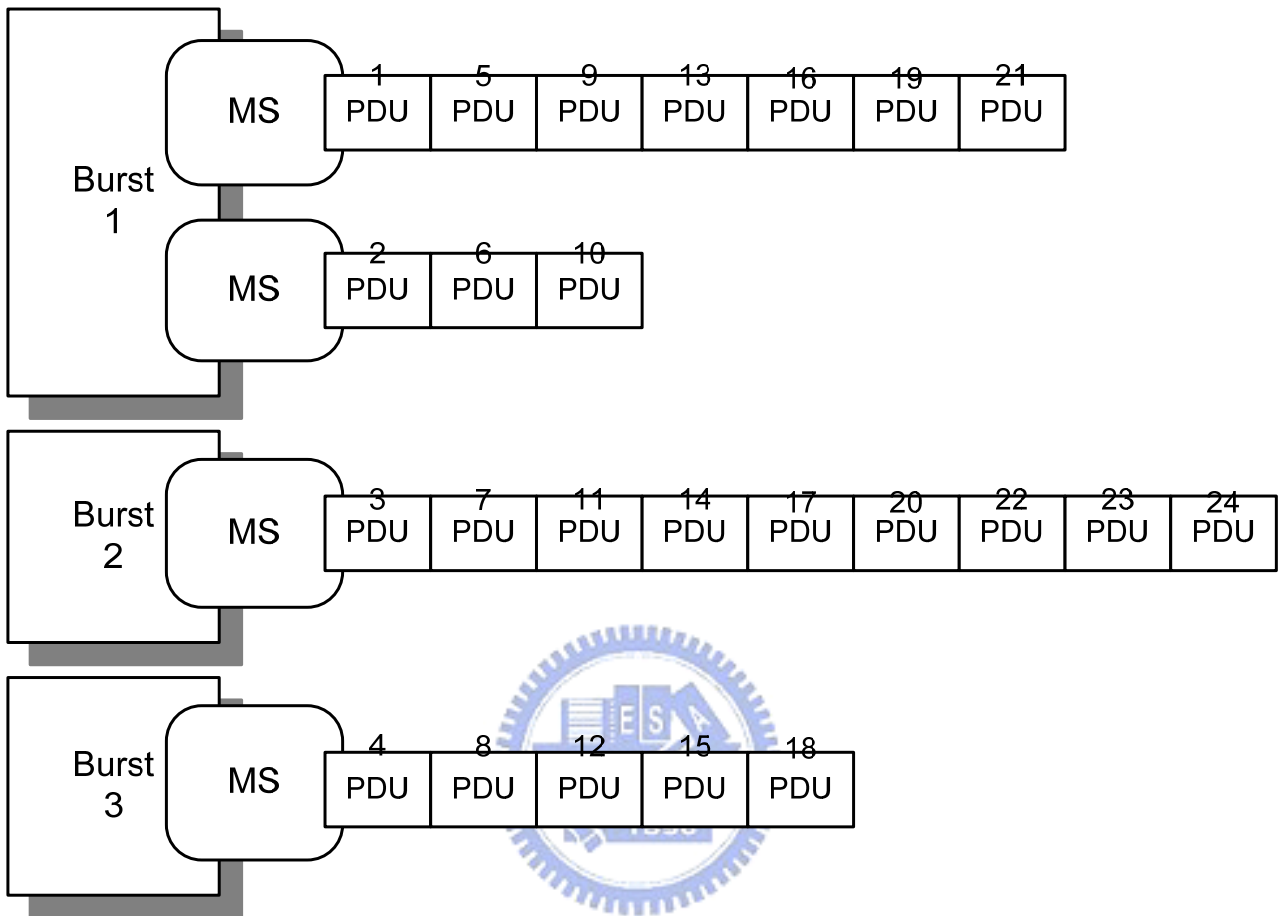 1 5 9 13 16 19 21
MS PDU PDU PDU PDU PDU PDU PDU
Burst
1
2 6 10
MS PDU PDU PDU
3 7 11 14 17 20 22 23 24
Burst
2
MS PDU PDU PDU PDU PDU PDU PDU PDU PDU
E S A
4 8 12 15 18
Burst
3
MS PDU PDU PDU PDU PDU